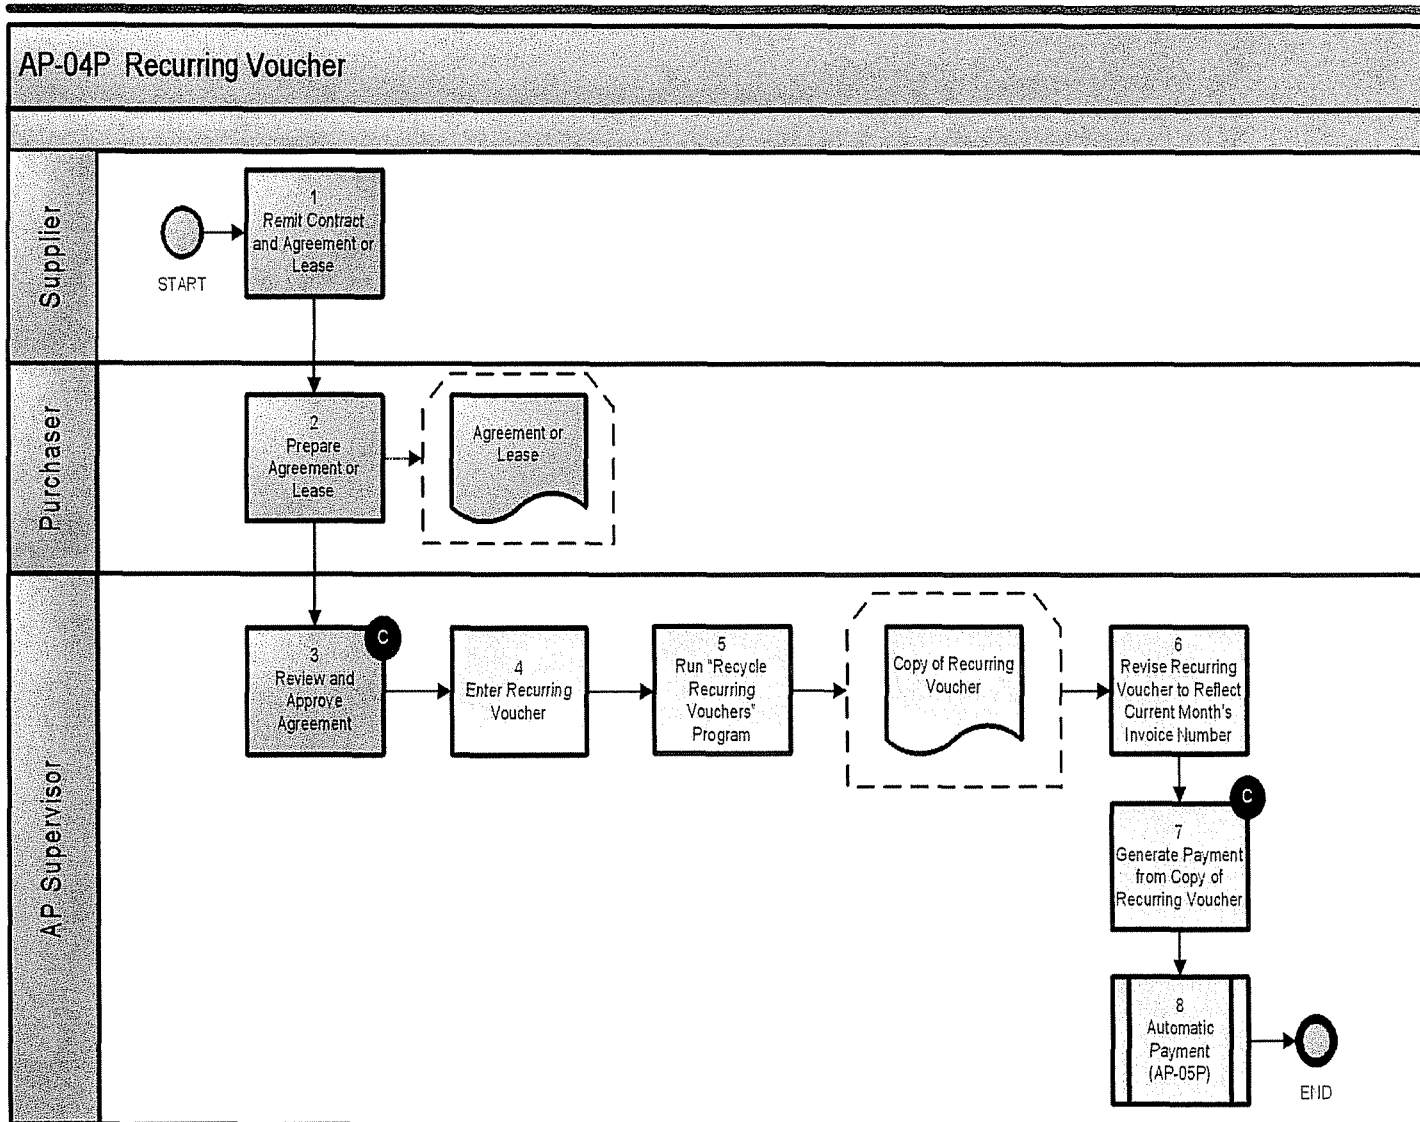 AP-04P Recurring Voucher
Supplier
START
1
Remit Contract
and Agreement or
Lease
Purchaser
2
Prepare
Agreement or
Lease
Agreement or
Lease
AP Supervisor
C
3
Review and
Approve
Agreement
4
Enter Recurring
Voucher
5
Run "Recycle
Recurring
Vouchers"
Program
Copy of Recurring
Voucher
6
Revise Recurring
Voucher to Reflect
Current Month's
Invoice Number
C
7
Generate Payment
from Copy of
Recurring Voucher
8
Automatic
Payment
(AP-05P)
END